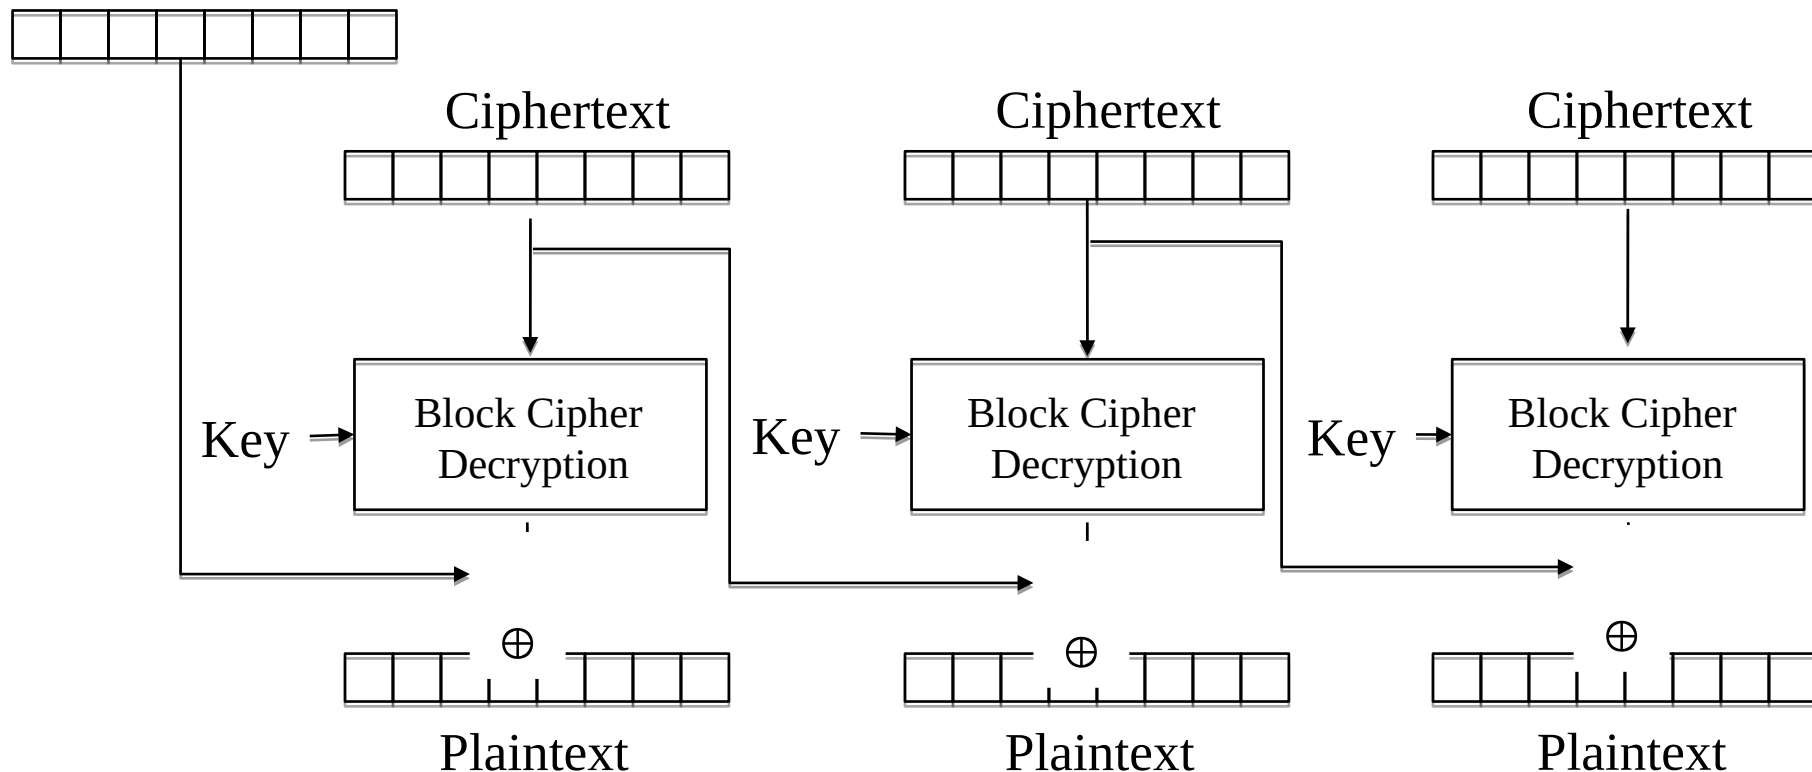 Ciphertext
Ciphertext
Ciphertext
Key
Block Cipher
Decryption
Key
Block Cipher
Decryption
Key
Block Cipher
Decryption
Plaintext
Plaintext
Plaintext